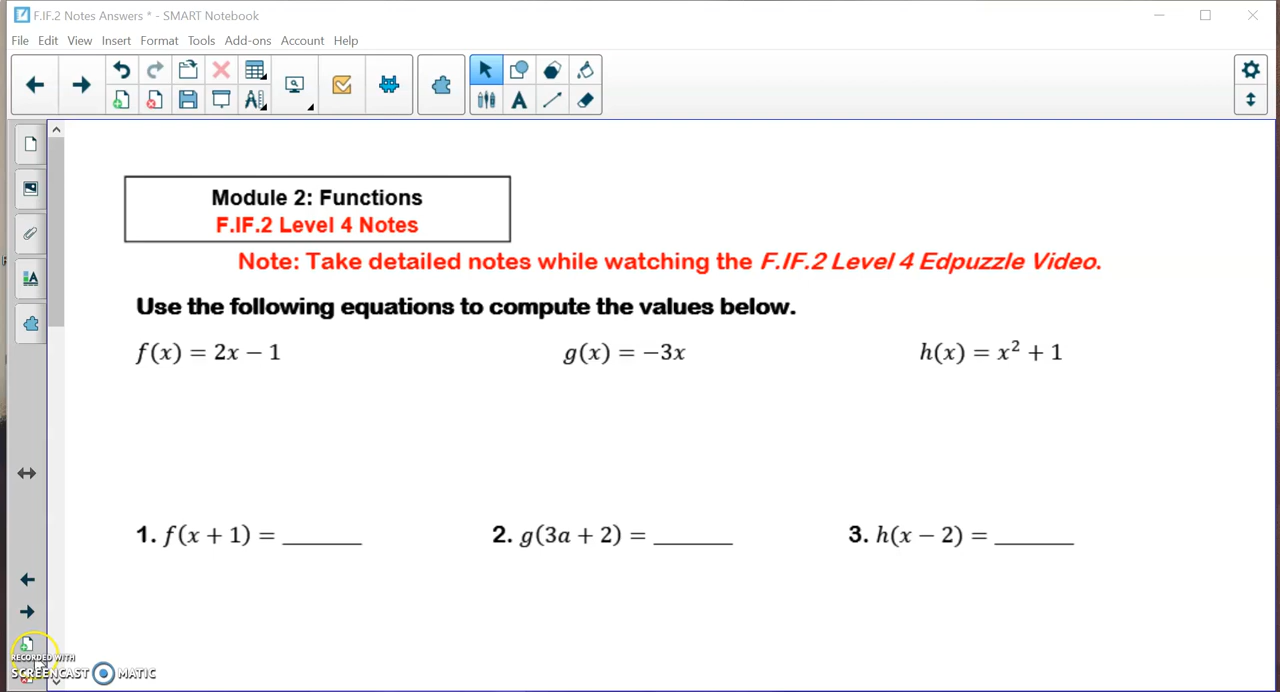 F.IF.2 Notes Answers * - SMART Notebook
File Edit View Insert Format Tools Add-ons Account Help
Module 2: Functions
F.IF.2 Level 4 Notes
Note: Take detailed notes while watching the F.IF.2 Level 4 Edpuzzle Video.
Use the following equations to compute the values below.
f(x) = 2x − 1 g(x) = −3x h(x) = x² + 1
1. f(x + 1) = ______ 2. g(3a + 2) = ______ 3. h(x − 2) = ______
RECORDED WITH
SCREENCAST MATIC